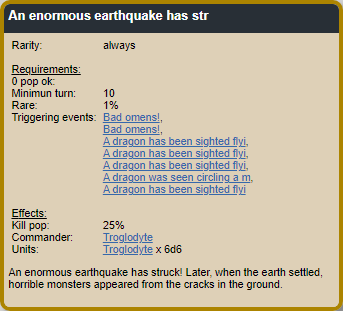 An enormous earthquake has str
Rarity: always
Requirements:
0 pop ok:
Minimun turn: 10
Rare: 1%
Triggering events: Bad omens!,
Bad omens!,
A dragon has been sighted flyi,
A dragon has been sighted flyi,
A dragon has been sighted flyi,
A dragon was seen circling a m,
A dragon has been sighted flyi
Effects:
Kill pop: 25%
Commander: Troglodyte
Units: Troglodyte x 6d6
An enormous earthquake has struck! Later, when the earth settled,
horrible monsters appeared from the cracks in the ground.